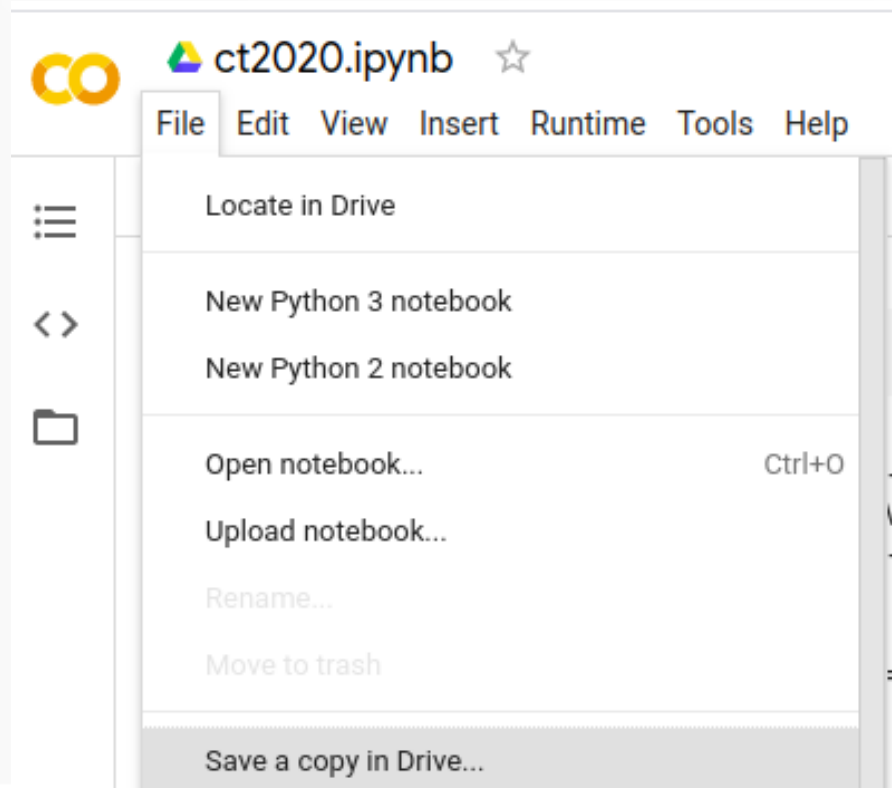 ct2020.ipynb
File Edit View Insert Runtime Tools Help
Locate in Drive
New Python 3 notebook
New Python 2 notebook
Open notebook... Ctrl+O
Upload notebook...
Rename...
Move to trash
Save a copy in Drive...